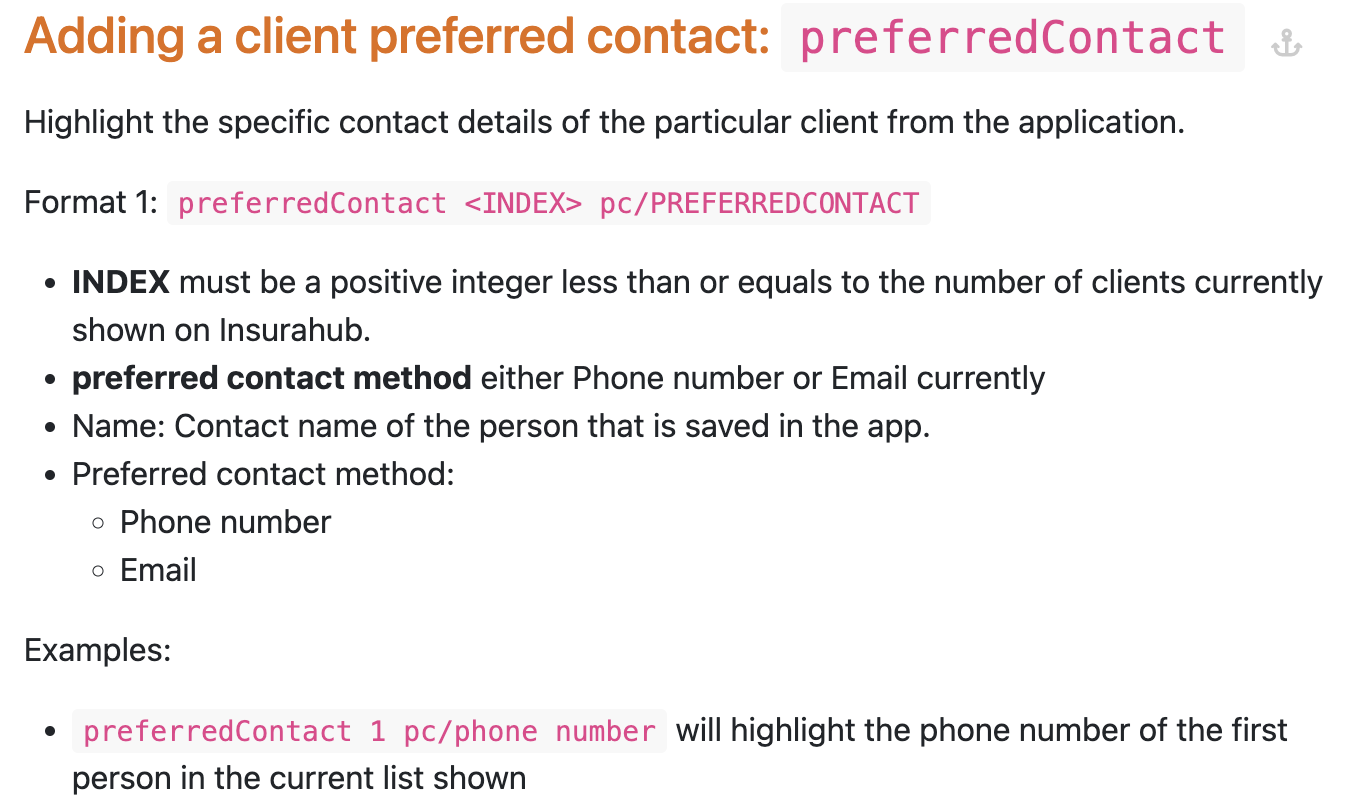 Adding a client preferred contact: preferredContact
Highlight the specific contact details of the particular client from the application.
Format 1: preferredContact <INDEX> pc/PREFERREDCONTACT
• INDEX must be a positive integer less than or equals to the number of clients currently
shown on Insurahub.
• preferred contact method either Phone number or Email currently
• Name: Contact name of the person that is saved in the app.
• Preferred contact method:
○ Phone number
○ Email
Examples:
• preferredContact 1 pc/phone number will highlight the phone number of the first
person in the current list shown